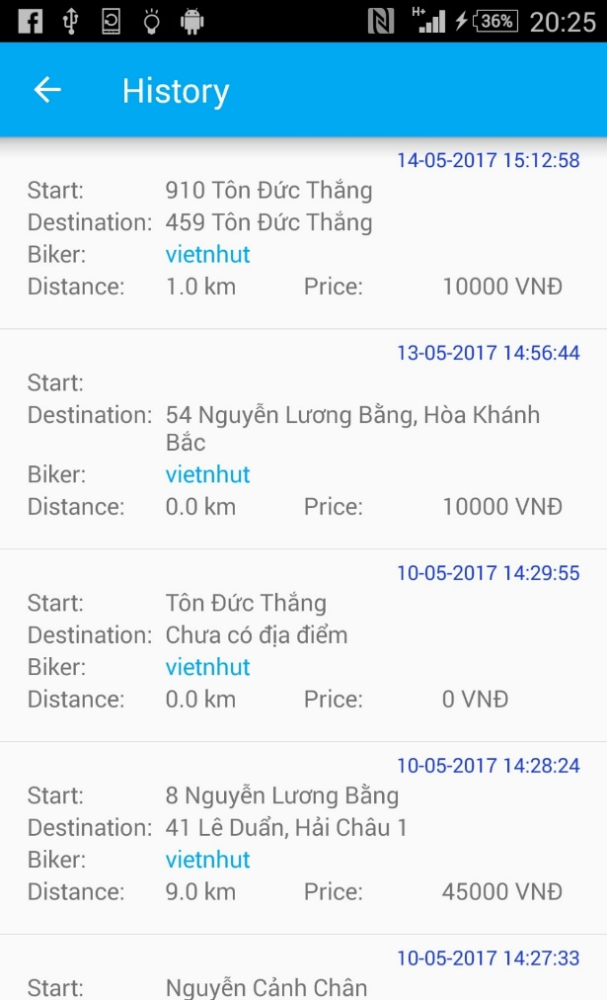 H+ 36% 20:25
History
14-05-2017 15:12:58
Start: 910 Tôn Đức Thắng
Destination: 459 Tôn Đức Thắng
Biker: vietnhut
Distance: 1.0 km Price: 10000 VNĐ
13-05-2017 14:56:44
Start:
Destination: 54 Nguyễn Lương Bằng, Hòa Khánh
Bắc
Biker: vietnhut
Distance: 0.0 km Price: 10000 VNĐ
10-05-2017 14:29:55
Start: Tôn Đức Thắng
Destination: Chưa có địa điểm
Biker: vietnhut
Distance: 0.0 km Price: 0 VNĐ
10-05-2017 14:28:24
Start: 8 Nguyễn Lương Bằng
Destination: 41 Lê Duẩn, Hải Châu 1
Biker: vietnhut
Distance: 9.0 km Price: 45000 VNĐ
10-05-2017 14:27:33
Start: Nguyễn Cảnh Chân